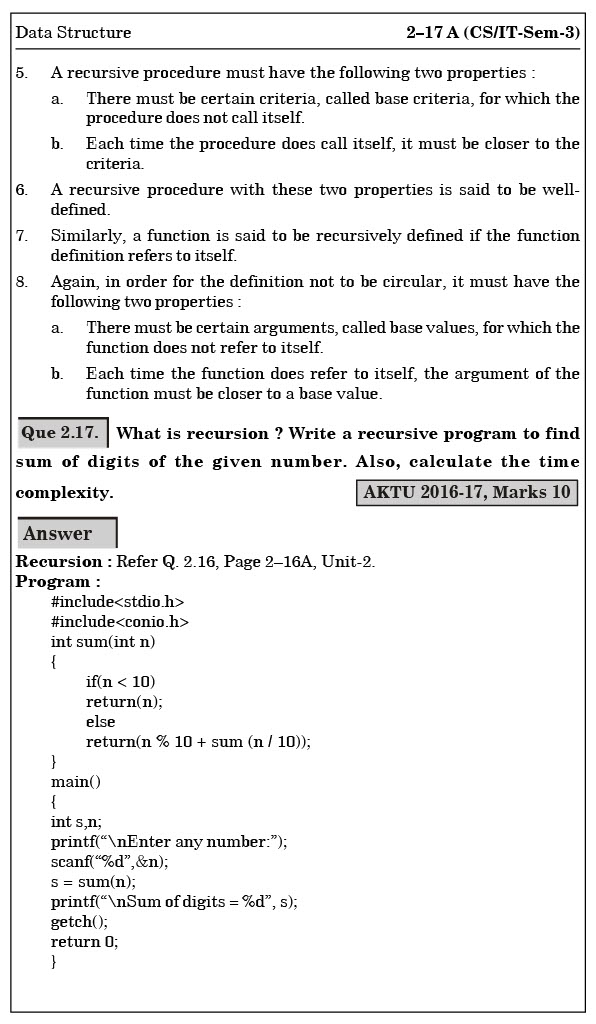 Data Structure 2–17 A (CS/IT-Sem-3)
5. A recursive procedure must have the following two properties :
a. There must be certain criteria, called base criteria, for which the
procedure does not call itself.
b. Each time the procedure does call itself, it must be closer to the
criteria.
6. A recursive procedure with these two properties is said to be well-
defined.
7. Similarly, a function is said to be recursively defined if the function
definition refers to itself.
8. Again, in order for the definition not to be circular, it must have the
following two properties :
a. There must be certain arguments, called base values, for which the
function does not refer to itself.
b. Each time the function does refer to itself, the argument of the
function must be closer to a base value.
Que 2.17. What is recursion ? Write a recursive program to find
sum of digits of the given number. Also, calculate the time
complexity. AKTU 2016-17, Marks 10
Answer
Recursion : Refer Q. 2.16, Page 2–16A, Unit-2.
Program :
#include<stdio.h>
#include<conio.h>
int sum(int n)
{
if(n < 10)
return(n);
else
return(n % 10 + sum (n / 10));
}
main()
{
int s,n;
printf(“\nEnter any number:”);
scanf(“%d”,&n);
s = sum(n);
printf(“\nSum of digits = %d”, s);
getch();
return 0;
}